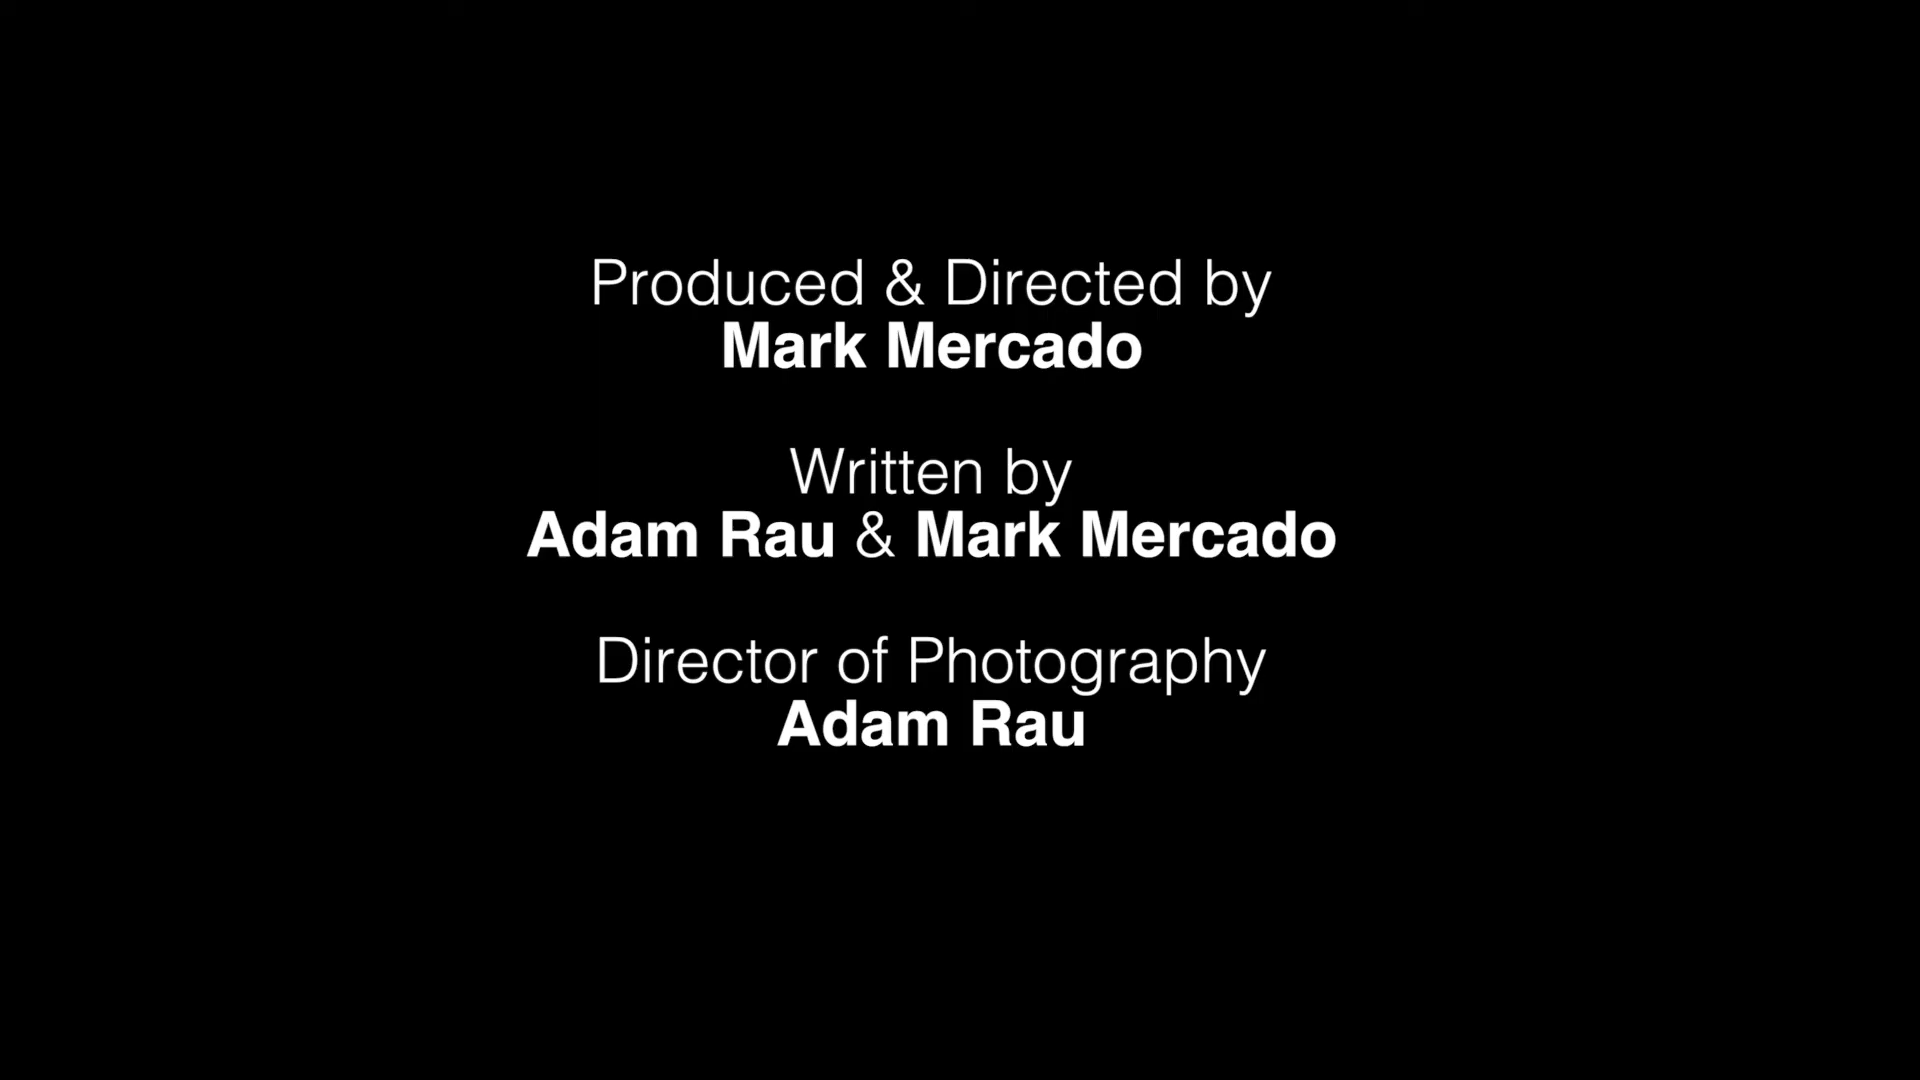 Produced & Directed by
Mark Mercado
Written by
Adam Rau & Mark Mercado
Director of Photography
Adam Rau